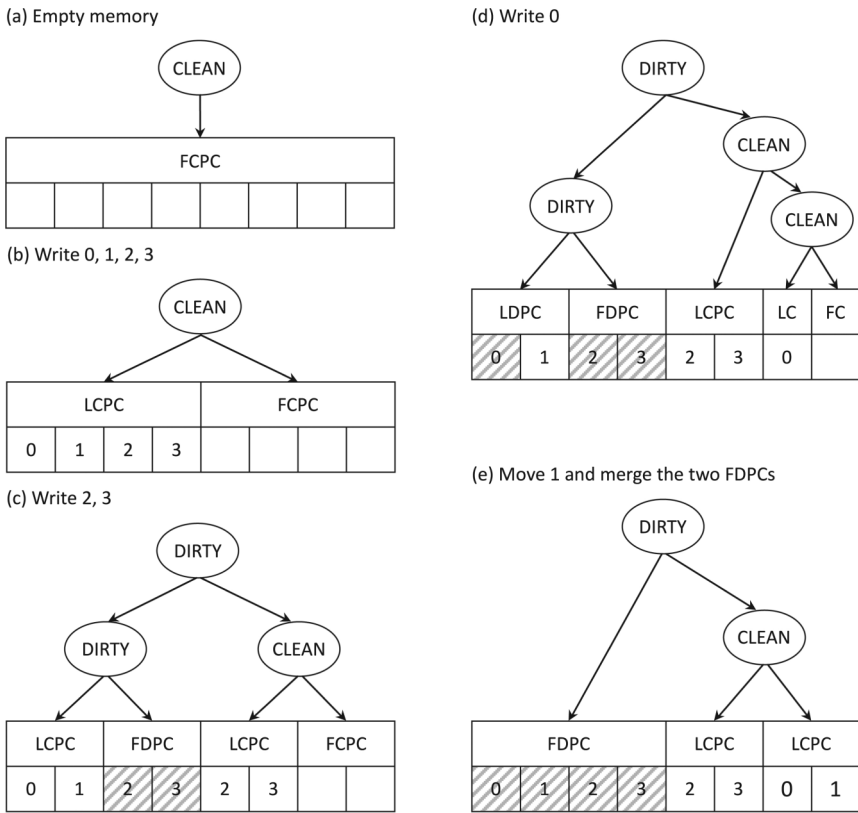 (a) Empty memory
CLEAN
FCPC
(b) Write 0, 1, 2, 3
CLEAN
LCPC FCPC
0 1 2 3
(c) Write 2, 3
DIRTY
DIRTY CLEAN
LCPC FDPC LCPC FCPC
0 1 2 3 2 3
(d) Write 0
DIRTY
CLEAN
DIRTY
CLEAN
LDPC FDPC LCPC LC FC
0 1 2 3 2 3 0
(e) Move 1 and merge the two FDPCs
DIRTY
CLEAN
FDPC LCPC LCPC
0 1 2 3 2 3 0 1